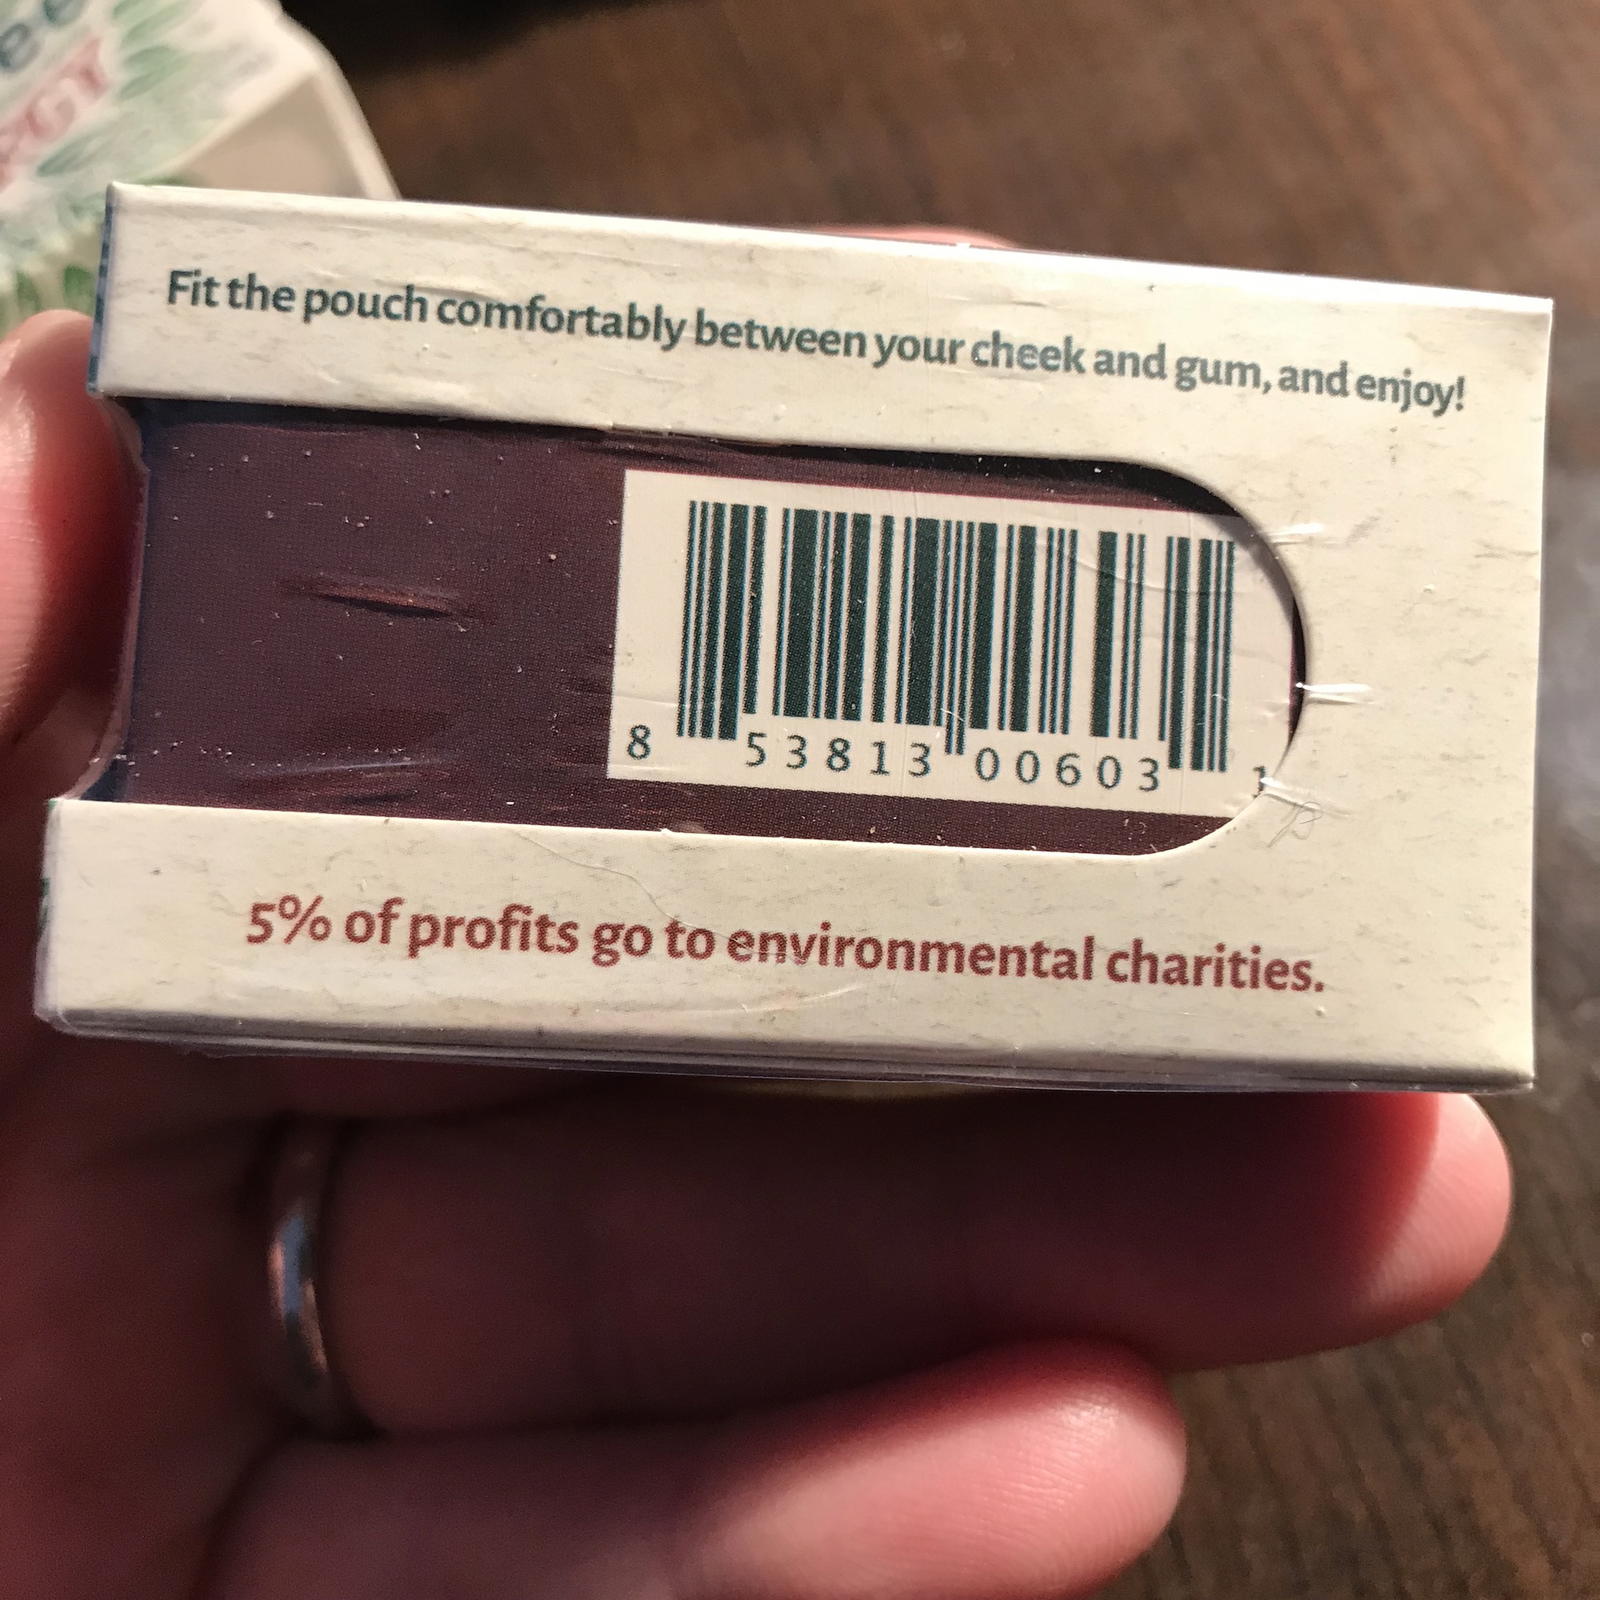 Fit the pouch comfortably between your cheek and gum, and enjoy!
8 53813 00603 1
5% of profits go to environmental charities.